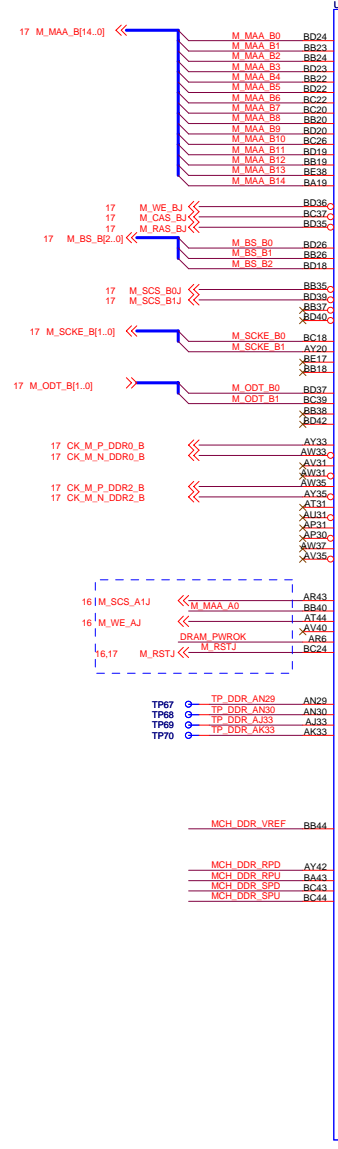 U
17 M_MAA_B[14..0]
M_MAA_B0 BD24
M_MAA_B1 BB23
M_MAA_B2 BB24
M_MAA_B3 BD23
M_MAA_B4 BB22
M_MAA_B5 BD22
M_MAA_B6 BC22
M_MAA_B7 BC20
M_MAA_B8 BB20
M_MAA_B9 BD20
M_MAA_B10 BC26
M_MAA_B11 BD19
M_MAA_B12 BB19
M_MAA_B13 BE38
M_MAA_B14 BA19
17 M_WE_BJ BD36
17 M_CAS_BJ BC37
17 M_RAS_BJ BD35
17 M_BS_B[2..0]
M_BS_B0 BD26
M_BS_B1 BB26
M_BS_B2 BD18
17 M_SCS_B0J BB35
17 M_SCS_B1J BD39
BB37
BD40
17 M_SCKE_B[1..0]
M_SCKE_B0 BC18
M_SCKE_B1 AY20
BE17
BB18
17 M_ODT_B[1..0]
M_ODT_B0 BD37
M_ODT_B1 BC39
BB38
BD42
17 CK_M_P_DDR0_B AY33
17 CK_M_N_DDR0_B AW33
AV31
AW31
17 CK_M_P_DDR2_B AW35
17 CK_M_N_DDR2_B AY35
AT31
AU31
AP31
AP30
AW37
AV35
16 M_SCS_A1J AR43
M_MAA_A0 BB40
16 M_WE_AJ AT44
AV40
DRAM_PWROK AR6
16,17 M_RSTJ M_RSTJ BC24
TP67 TP_DDR_AN29 AN29
TP68 TP_DDR_AN30 AN30
TP69 TP_DDR_AJ33 AJ33
TP70 TP_DDR_AK33 AK33
MCH_DDR_VREF BB44
MCH_DDR_RPD AY42
MCH_DDR_RPU BA43
MCH_DDR_SPD BC43
MCH_DDR_SPU BC44